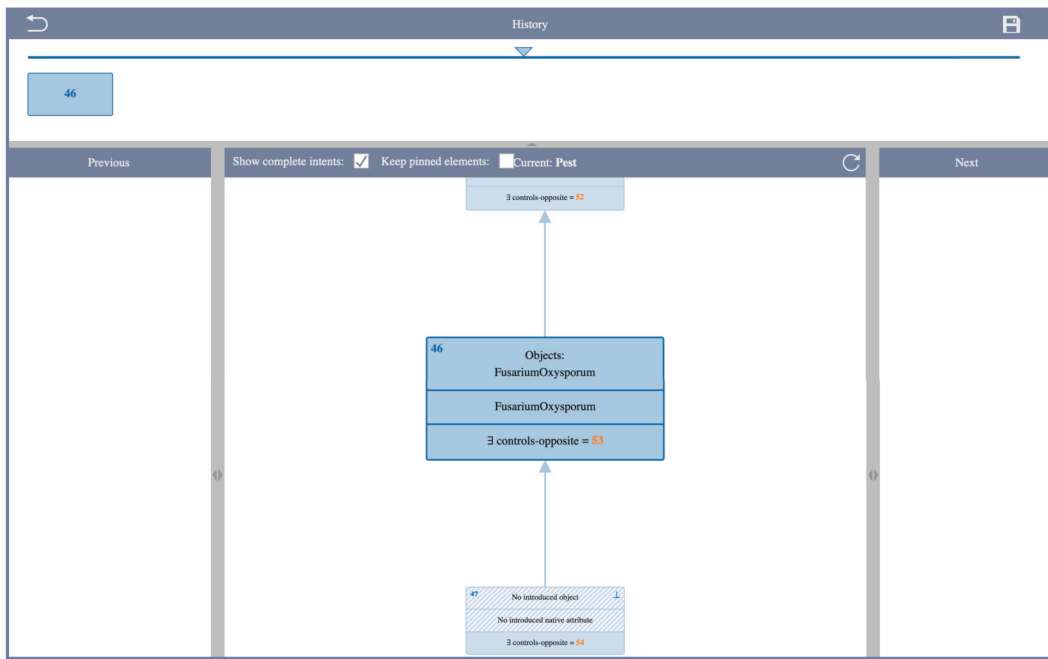 History
46
Previous
Show complete intents: Keep pinned elements: Current: Pest
Next
∃ controls-opposite = 52
46
Objects:
FusariumOxysporum
FusariumOxysporum
∃ controls-opposite = 53
47 No introduced object ⊥
No introduced native attribute
∃ controls-opposite = 54